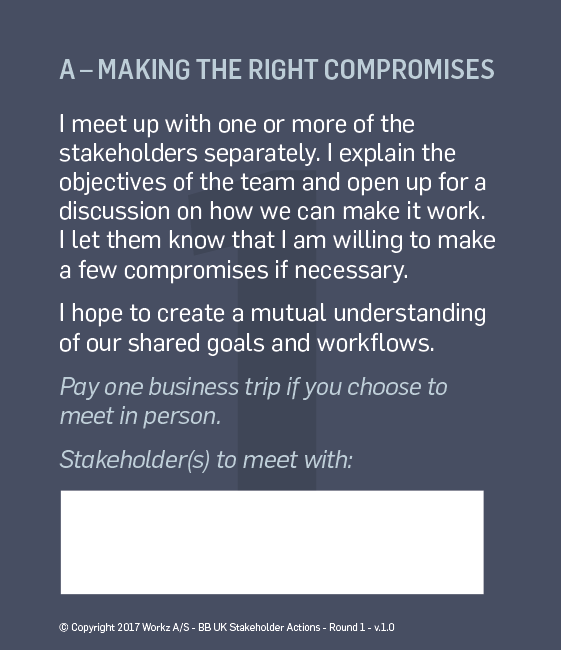 A – MAKING THE RIGHT COMPROMISES
I meet up with one or more of the
stakeholders separately. I explain the
objectives of the team and open up for a
discussion on how we can make it work.
I let them know that I am willing to make
a few compromises if necessary.
I hope to create a mutual understanding
of our shared goals and workflows.
Pay one business trip if you choose to
meet in person.
Stakeholder(s) to meet with:
© Copyright 2017 Workz A/S - BB UK Stakeholder Actions - Round 1 - v.1.0
1